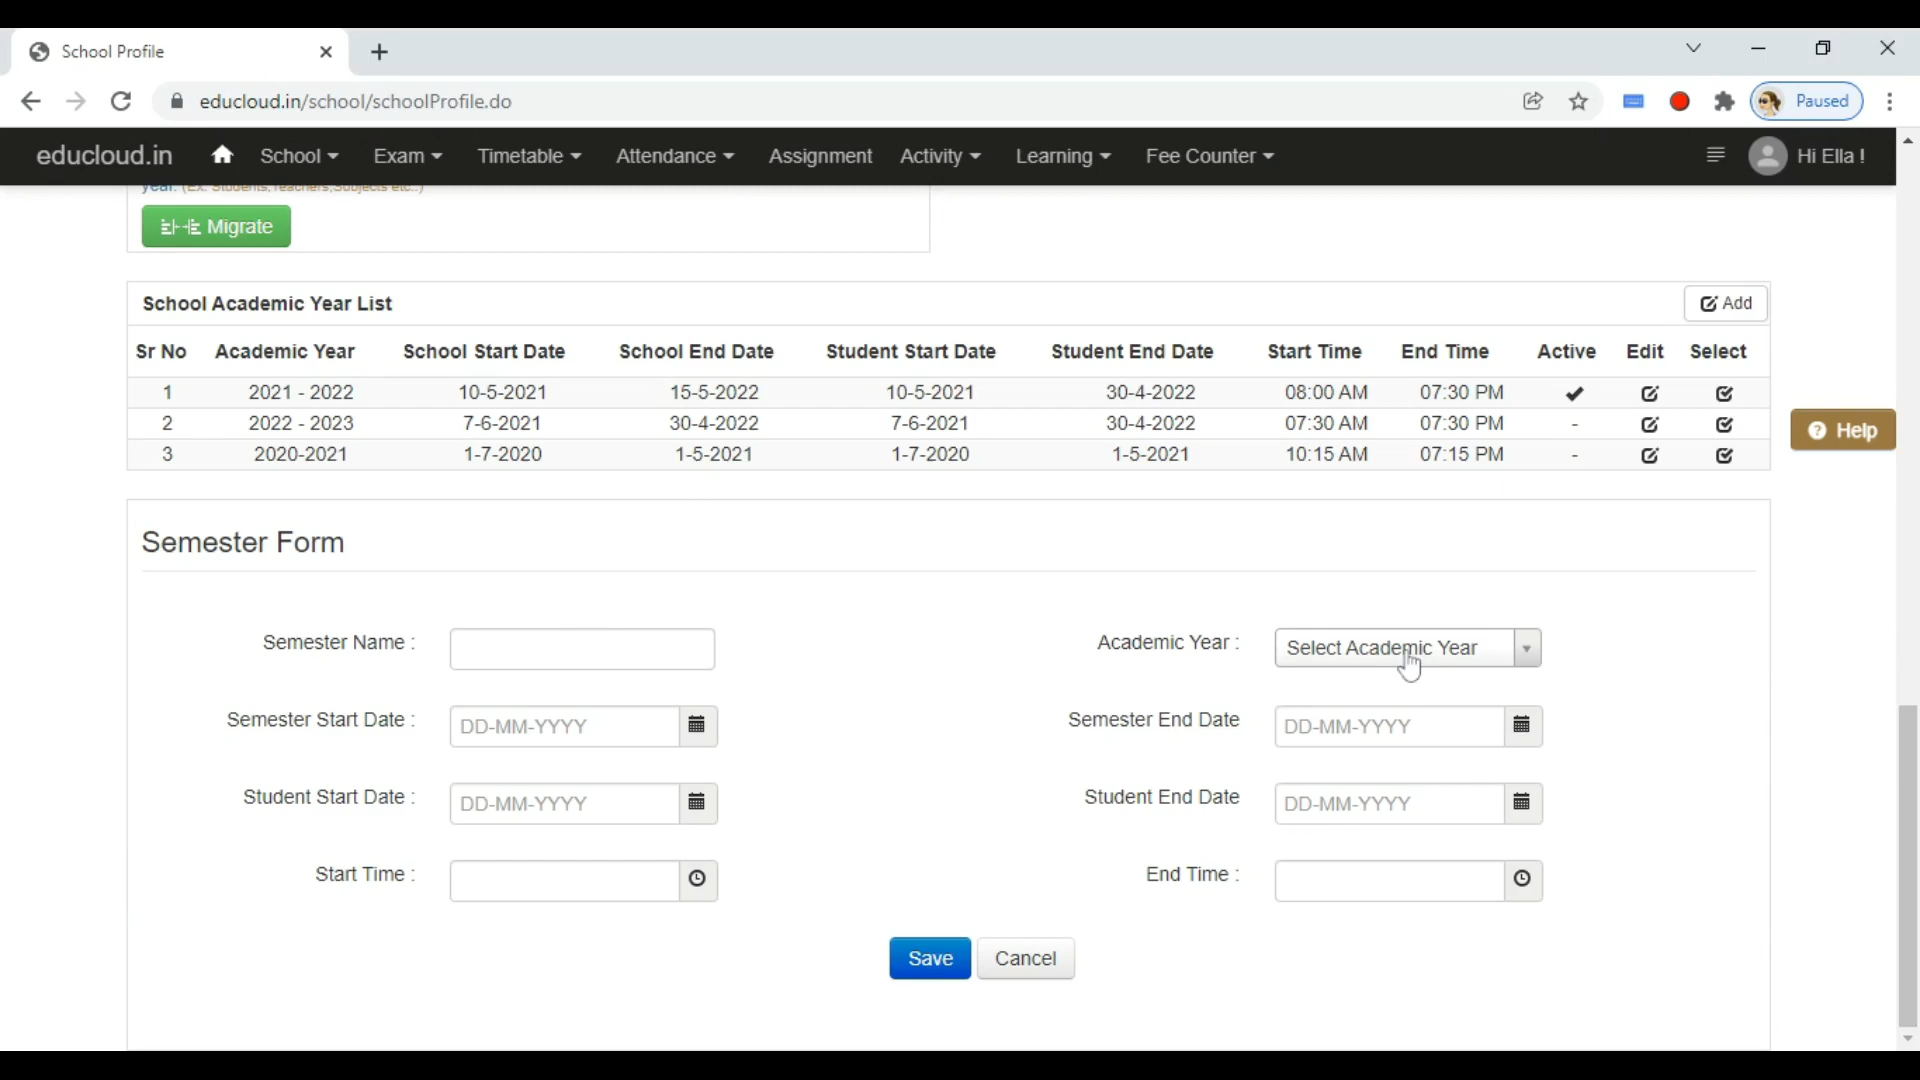 School Profile
educloud.in/school/schoolProfile.do
Paused
educloud.in School Exam Timetable Attendance Assignment Activity Learning Fee Counter Hi Ella !
year. (Ex. Students,Teachers,Subjects etc..)
Migrate
School Academic Year List Add
Sr No Academic Year School Start Date School End Date Student Start Date Student End Date Start Time End Time Active Edit Select
1 2021 - 2022 10-5-2021 15-5-2022 10-5-2021 30-4-2022 08:00 AM 07:30 PM
2 2022 - 2023 7-6-2021 30-4-2022 7-6-2021 30-4-2022 07:30 AM 07:30 PM -
3 2020-2021 1-7-2020 1-5-2021 1-7-2020 1-5-2021 10:15 AM 07:15 PM -
Help
Semester Form
Semester Name : Academic Year : Select Academic Year
Semester Start Date : DD-MM-YYYY Semester End Date DD-MM-YYYY
Student Start Date : DD-MM-YYYY Student End Date DD-MM-YYYY
Start Time : End Time :
Save Cancel